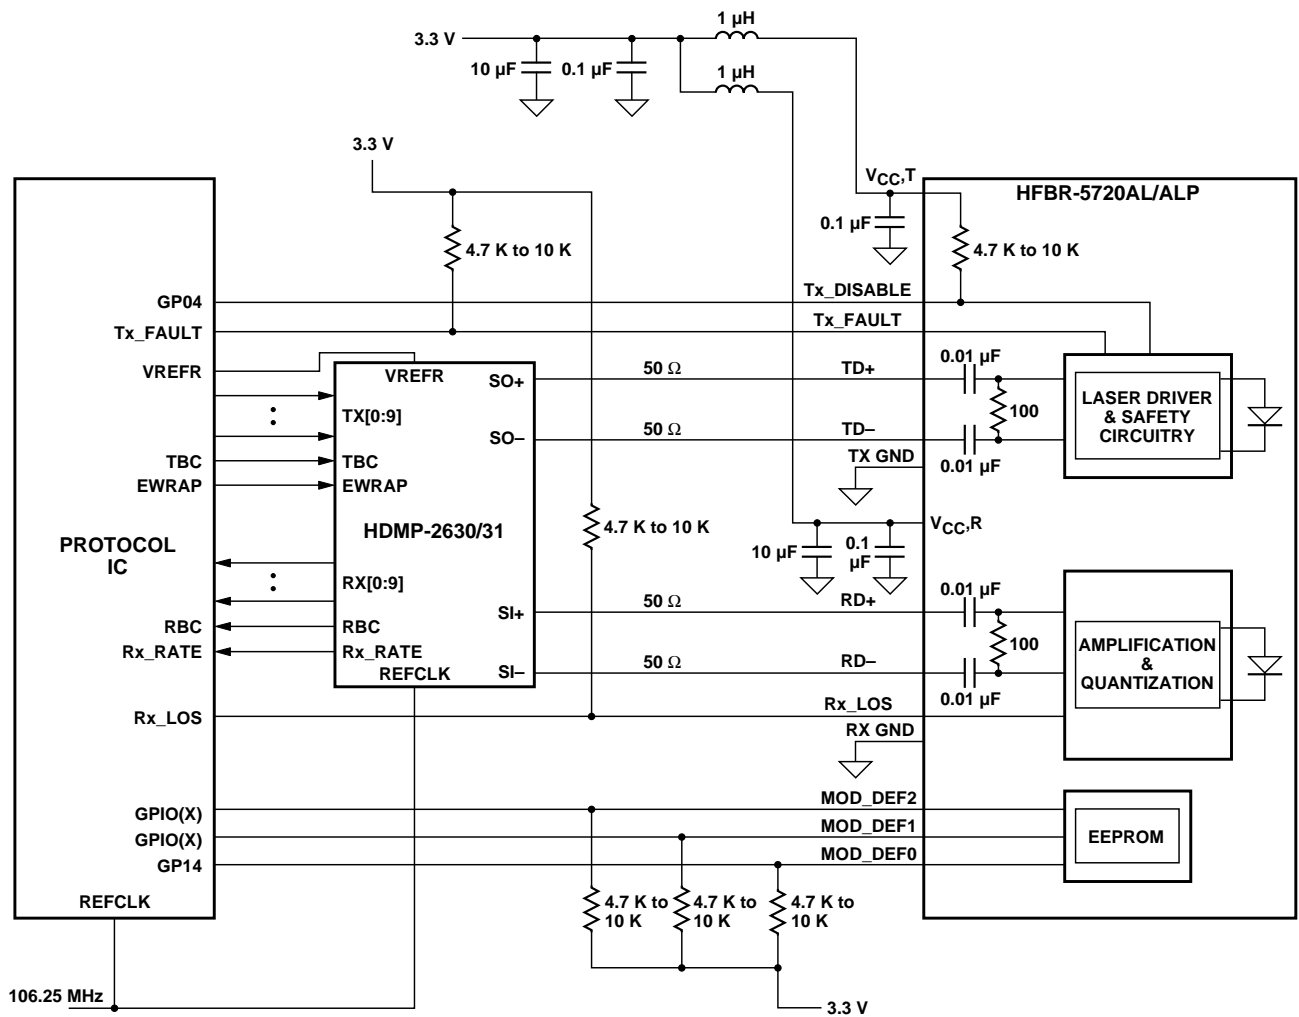 1 µH
3.3 V
10 µF
0.1 µF
1 µH
3.3 V
V_CC,T
HFBR-5720AL/ALP
0.1 µF
4.7 K to 10 K
4.7 K to 10 K
GP04
Tx_DISABLE
Tx_FAULT
Tx_FAULT
VREFR
VREFR
SO+
50 Ω
TD+
0.01 µF
TX[0:9]
100
LASER DRIVER
& SAFETY
CIRCUITRY
SO–
50 Ω
TD–
0.01 µF
TX GND
TBC
TBC
EWRAP
EWRAP
HDMP-2630/31
4.7 K to 10 K
V_CC,R
PROTOCOL
IC
10 µF
0.1
µF
RX[0:9]
0.01 µF
SI+
50 Ω
RD+
RBC
RBC
100
AMPLIFICATION
&
QUANTIZATION
Rx_RATE
Rx_RATE
REFCLK
SI–
50 Ω
RD–
0.01 µF
Rx_LOS
Rx_LOS
RX GND
GPIO(X)
MOD_DEF2
GPIO(X)
MOD_DEF1
EEPROM
GP14
MOD_DEF0
REFCLK
4.7 K to
10 K
4.7 K to
10 K
4.7 K to
10 K
106.25 MHz
3.3 V